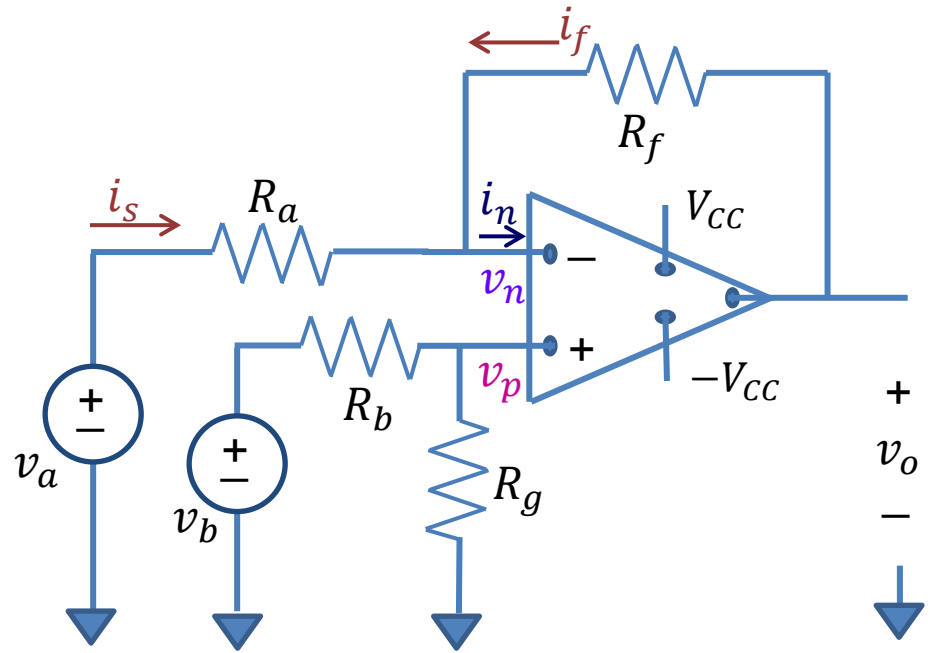 i_f
R_f
i_s
R_a
i_n
V_CC
−
v_n
+
v_p
−V_CC
R_b
+
−
v_a
+
−
v_b
R_g
+
v_o
−